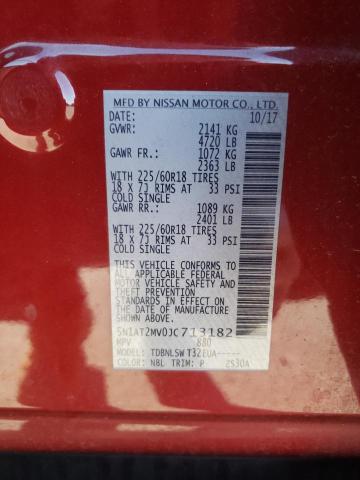 MFD BY NISSAN MOTOR CO., LTD.
DATE: 10/17
GVWR: 2141 KG
4720 LB
GAWR FR.: 1072 KG
2363 LB
WITH 225/60R18 TIRES
18 X 7J RIMS AT 33 PSI
COLD SINGLE
GAWR RR.: 1089 KG
2401 LB
WITH 225/60R18 TIRES
18 X 7J RIMS AT 33 PSI
COLD SINGLE
THIS VEHICLE CONFORMS TO
ALL APPLICABLE FEDERAL
MOTOR VEHICLE SAFETY
STANDARDS IN EFFECT ON
THE DATE OF MANUFACTURE
SHOWN ABOVE.
5N1AT2MV0JC713182
MPV 880
MODEL: TDBNLSW T32EUA-----
COLOR: NBL TRIM: P 2S30A